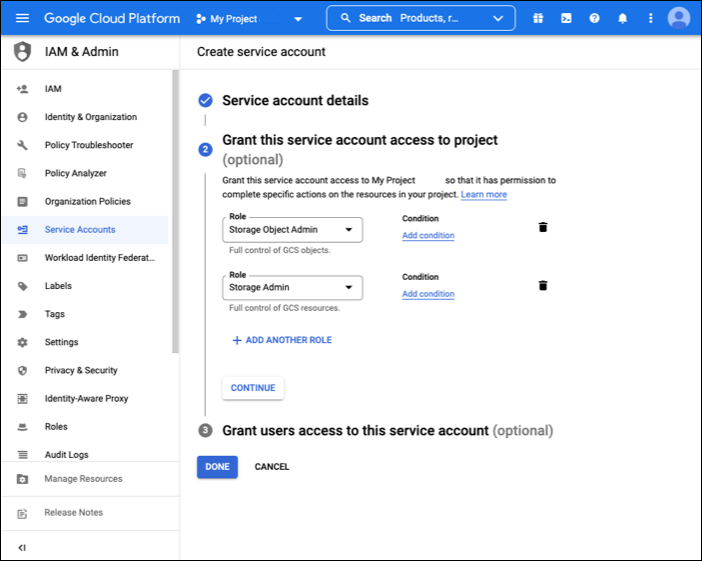 Google Cloud Platform
My Project
Search Products, r...
IAM & Admin
Create service account
IAM
Identity & Organization
Policy Troubleshooter
Policy Analyzer
Organization Policies
Service Accounts
Workload Identity Federat...
Labels
Tags
Settings
Privacy & Security
Identity-Aware Proxy
Roles
Audit Logs
Manage Resources
Release Notes
Service account details
2
Grant this service account access to project
(optional)
Grant this service account access to My Project so that it has permission to
complete specific actions on the resources in your project. Learn more
Role
Storage Object Admin
Full control of GCS objects.
Condition
Add condition
Role
Storage Admin
Full control of GCS resources.
Condition
Add condition
+ ADD ANOTHER ROLE
CONTINUE
3
Grant users access to this service account (optional)
DONE
CANCEL